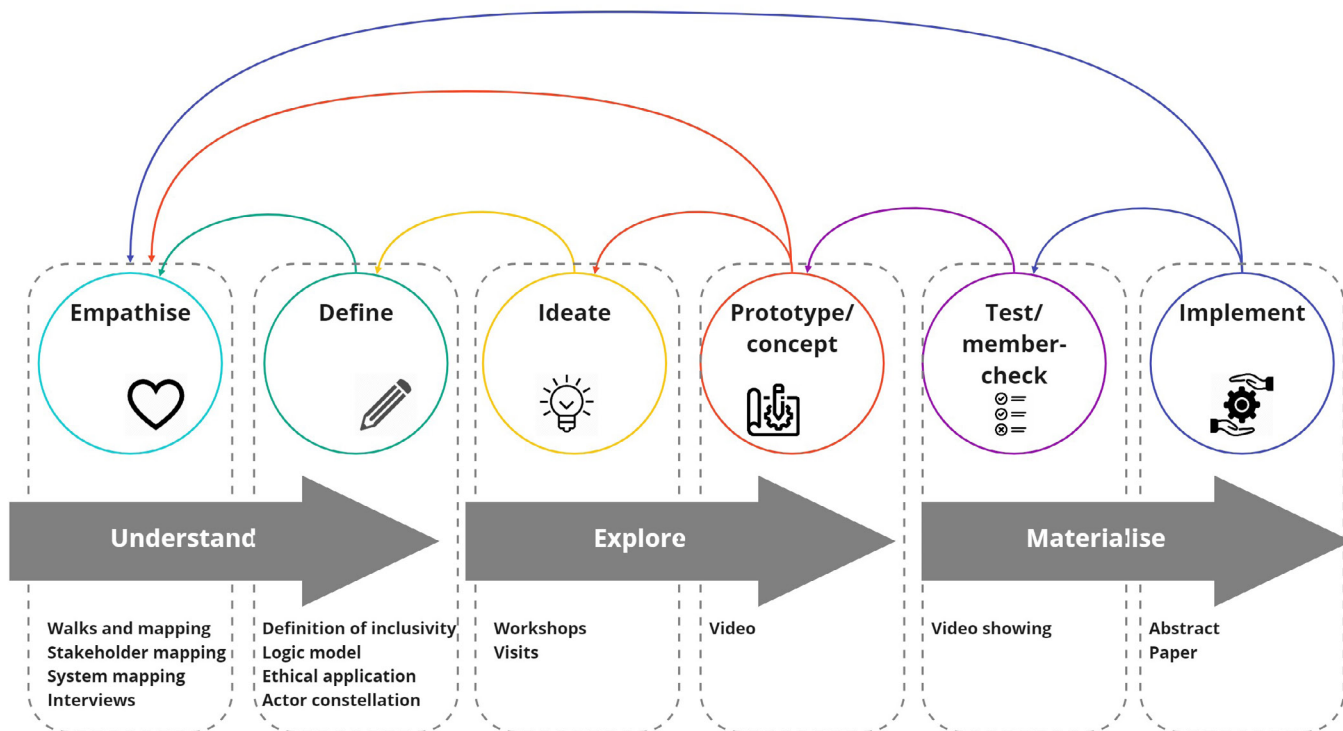 Empathise
Define
Ideate
Prototype/
concept
Test/
member-
check
Implement
Understand
Explore
Materialise
Walks and mapping
Stakeholder mapping
System mapping
Interviews
Definition of inclusivity
Logic model
Ethical application
Actor constellation
Workshops
Visits
Video
Video showing
Abstract
Paper